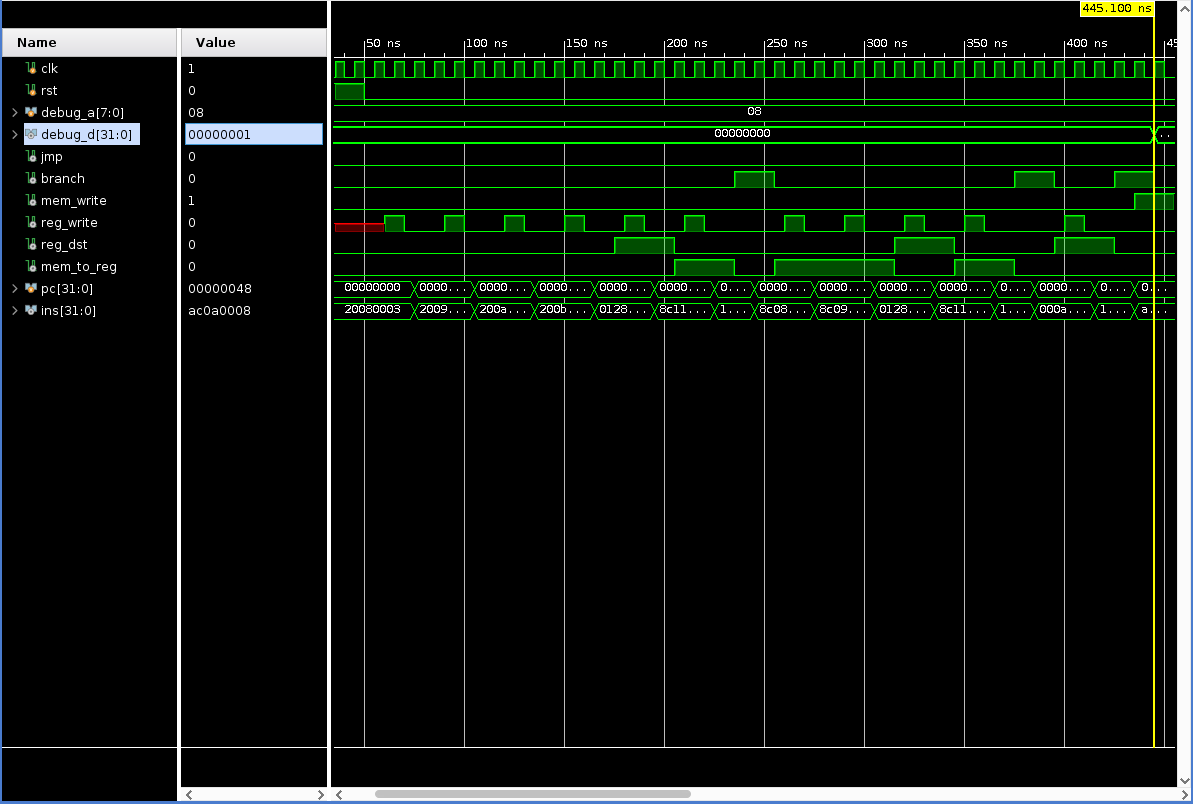 445.100 ns
Name Value 50 ns 100 ns 150 ns 200 ns 250 ns 300 ns 350 ns 400 ns 45
clk 1
rst 0
debug_a[7:0] 08 08
debug_d[31:0] 00000001 00000000 ..
jmp 0
branch 0
mem_write 1
reg_write 0
reg_dst 0
mem_to_reg 0
pc[31:0] 00000048 00000000 0000... 0000... 0000... 0000... 0000... 0... 0000... 0000... 0000... 0000... 0... 0000... 0... 0...
ins[31:0] ac0a0008 20080003 2009... 200a... 200b... 0128... 8c11... 1... 8c08... 8c09... 0128... 8c11... 1... 000a... 1... a...